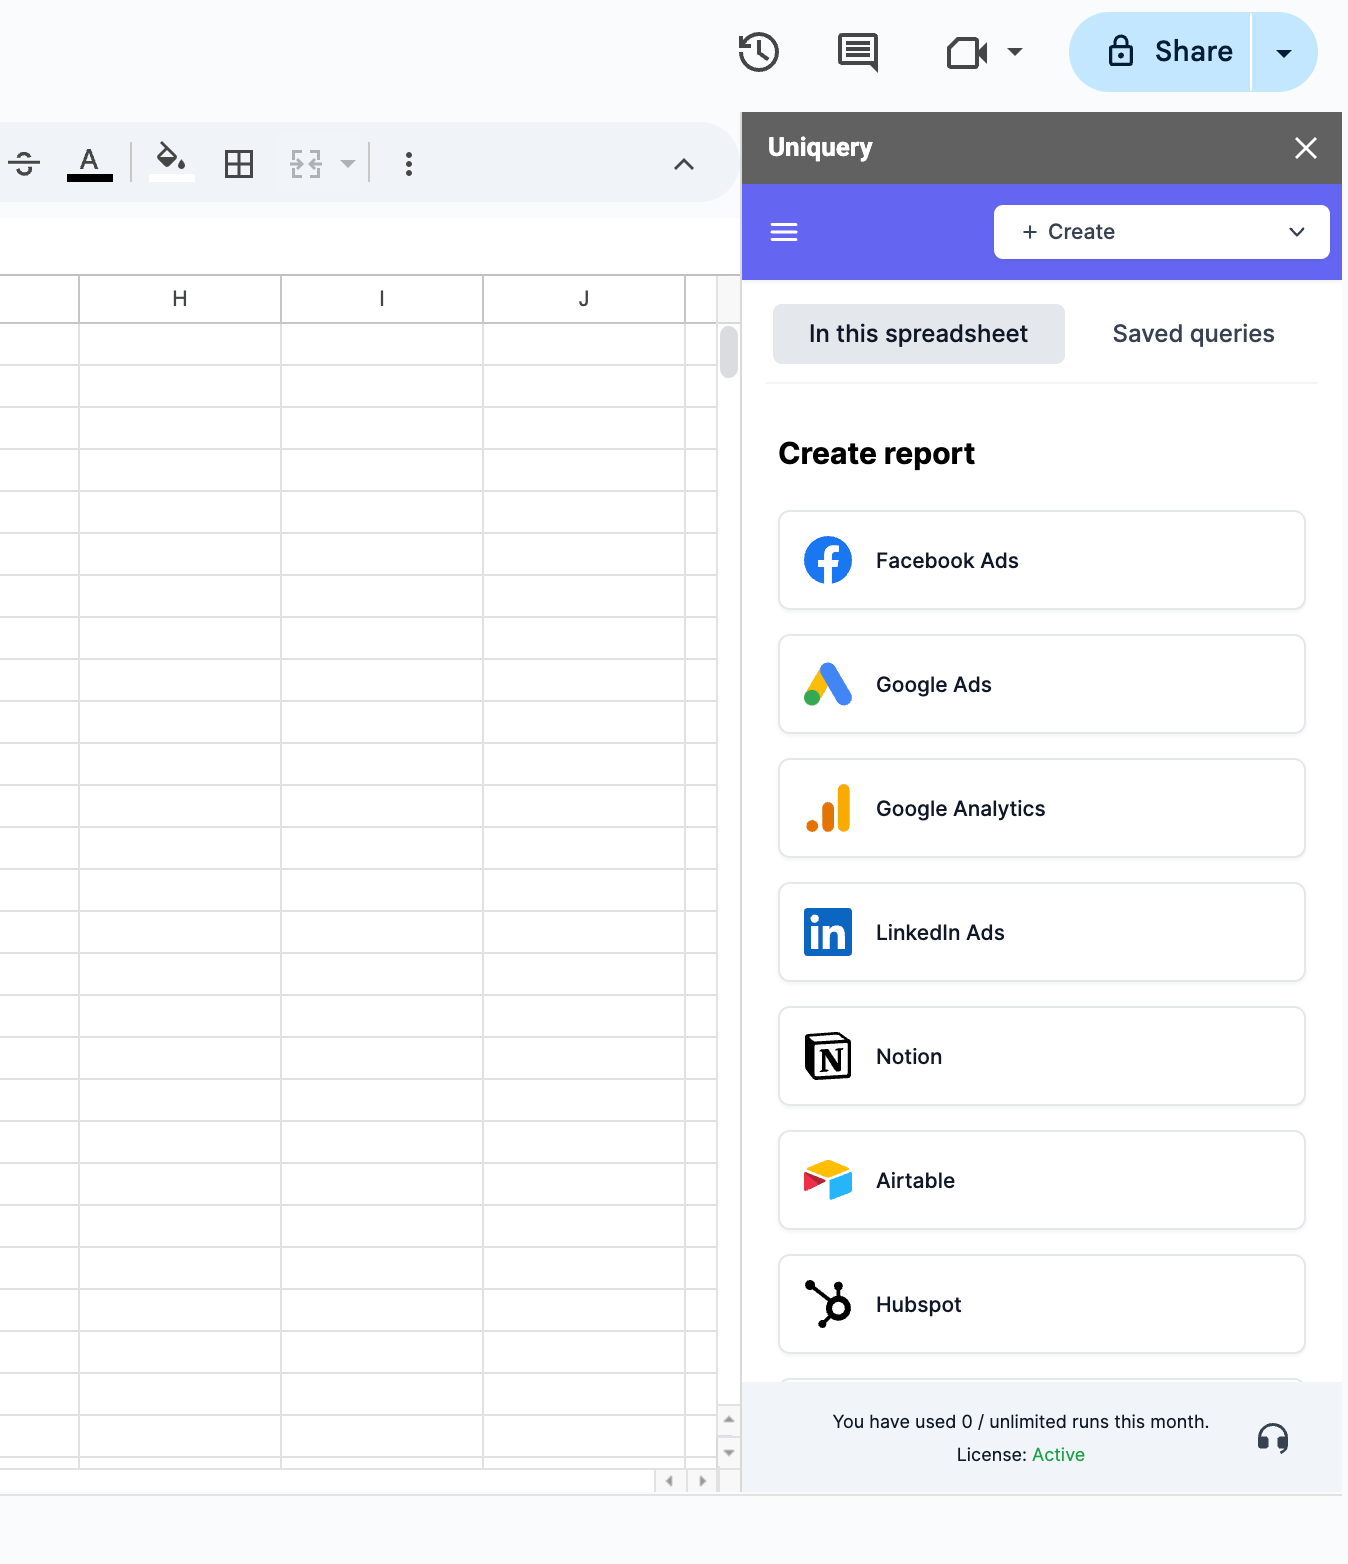 Share
A
Uniquery
+ Create
H
I
J
In this spreadsheet
Saved queries
Create report
Facebook Ads
Google Ads
Google Analytics
in
LinkedIn Ads
N
Notion
Airtable
Hubspot
You have used 0 / unlimited runs this month.
License: Active